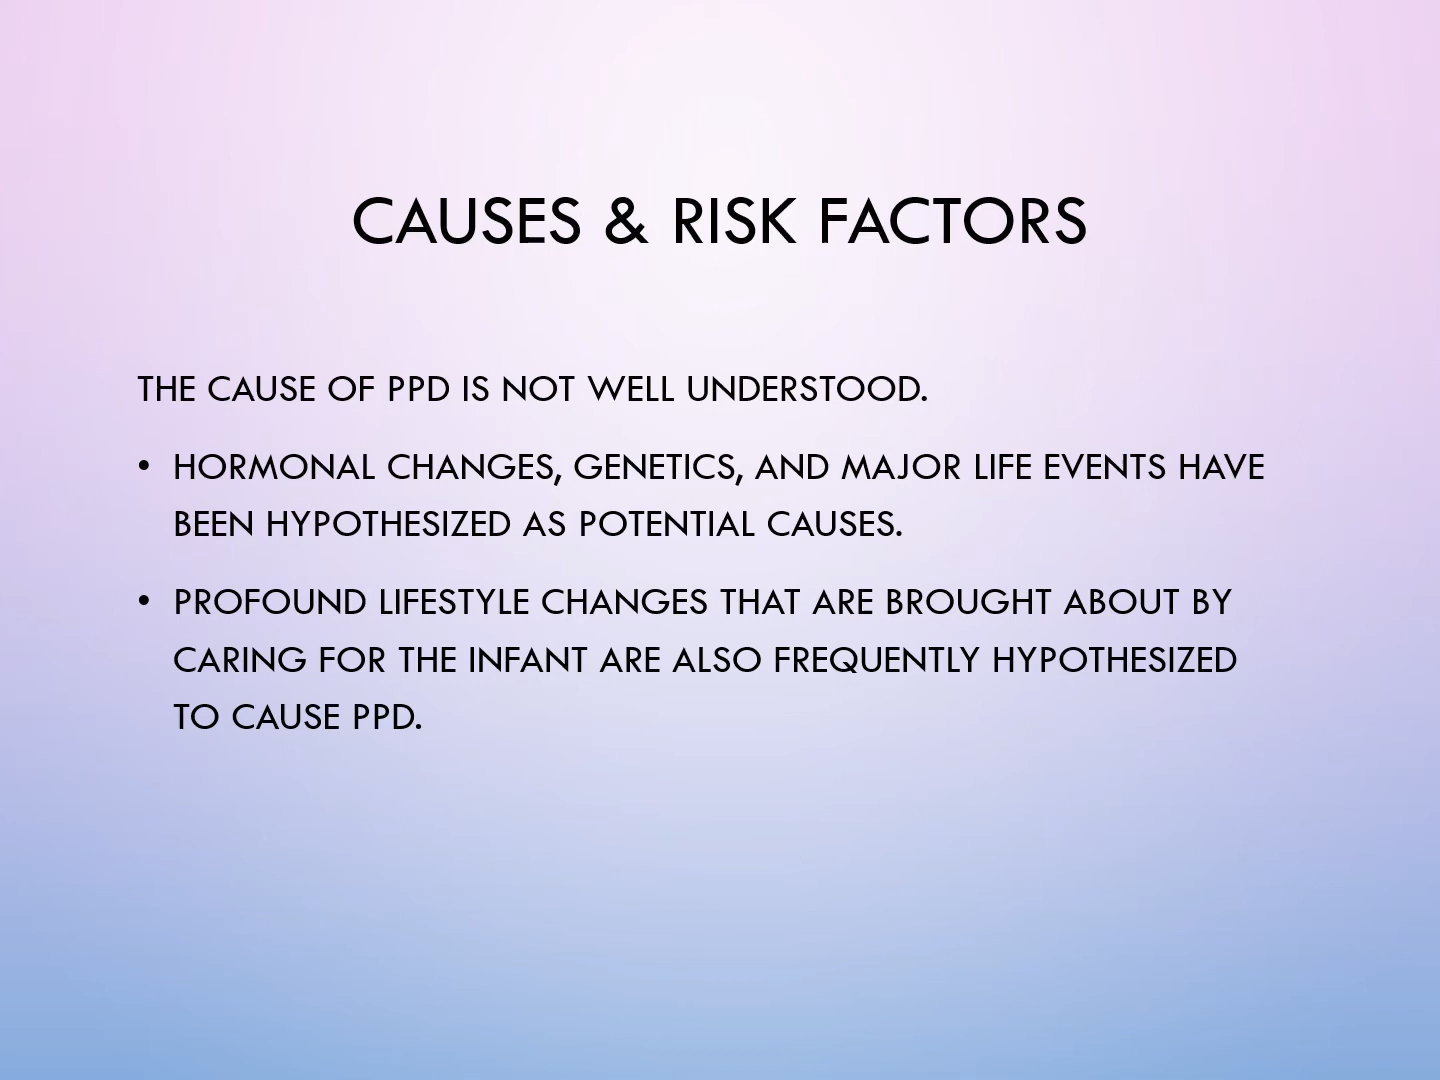 CAUSES & RISK FACTORS
THE CAUSE OF PPD IS NOT WELL UNDERSTOOD.
• HORMONAL CHANGES, GENETICS, AND MAJOR LIFE EVENTS HAVE
BEEN HYPOTHESIZED AS POTENTIAL CAUSES.
• PROFOUND LIFESTYLE CHANGES THAT ARE BROUGHT ABOUT BY
CARING FOR THE INFANT ARE ALSO FREQUENTLY HYPOTHESIZED
TO CAUSE PPD.